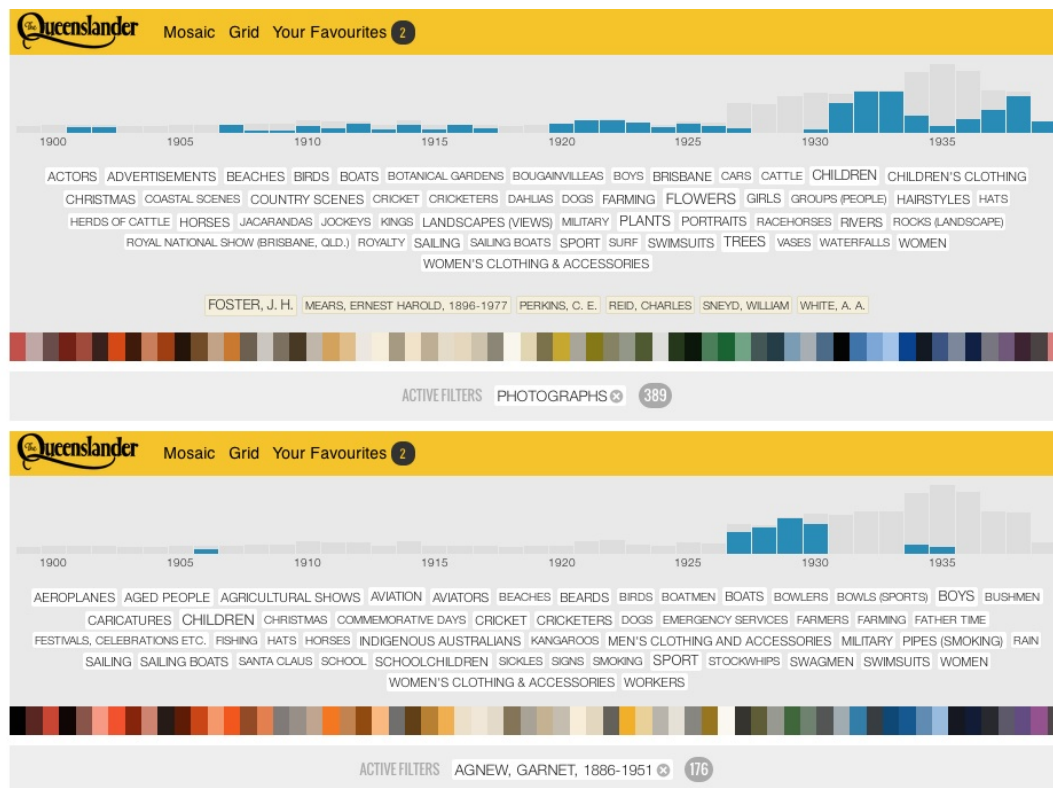 The Queenslander Mosaic Grid Your Favourites 2
1900 1905 1910 1915 1920 1925 1930 1935
ACTORS ADVERTISEMENTS BEACHES BIRDS BOATS BOTANICAL GARDENS BOUGAINVILLEAS BOYS BRISBANE CARS CATTLE CHILDREN CHILDREN'S CLOTHING
CHRISTMAS COASTAL SCENES COUNTRY SCENES CRICKET CRICKETERS DAHLIAS DOGS FARMING FLOWERS GIRLS GROUPS (PEOPLE) HAIRSTYLES HATS
HERDS OF CATTLE HORSES JACARANDAS JOCKEYS KINGS LANDSCAPES (VIEWS) MILITARY PLANTS PORTRAITS RACEHORSES RIVERS ROCKS (LANDSCAPE)
ROYAL NATIONAL SHOW (BRISBANE, QLD.) ROYALTY SAILING SAILING BOATS SPORT SURF SWIMSUITS TREES VASES WATERFALLS WOMEN
WOMEN'S CLOTHING & ACCESSORIES
FOSTER, J. H. MEARS, ERNEST HAROLD, 1896-1977 PERKINS, C. E. REID, CHARLES SNEYD, WILLIAM WHITE, A. A.
ACTIVE FILTERS PHOTOGRAPHS 389
The Queenslander Mosaic Grid Your Favourites 2
1900 1905 1910 1915 1920 1925 1930 1935
AEROPLANES AGED PEOPLE AGRICULTURAL SHOWS AVIATION AVIATORS BEACHES BEARDS BIRDS BOATMEN BOATS BOWLERS BOWLS (SPORTS) BOYS BUSHMEN
CARICATURES CHILDREN CHRISTMAS COMMEMORATIVE DAYS CRICKET CRICKETERS DOGS EMERGENCY SERVICES FARMERS FARMING FATHER TIME
FESTIVALS, CELEBRATIONS ETC. FISHING HATS HORSES INDIGENOUS AUSTRALIANS KANGAROOS MEN'S CLOTHING AND ACCESSORIES MILITARY PIPES (SMOKING) RAIN
SAILING SAILING BOATS SANTA CLAUS SCHOOL SCHOOLCHILDREN SICKLES SIGNS SMOKING SPORT STOCKWHIPS SWAGMEN SWIMSUITS WOMEN
WOMEN'S CLOTHING & ACCESSORIES WORKERS
ACTIVE FILTERS AGNEW, GARNET, 1886-1951 176